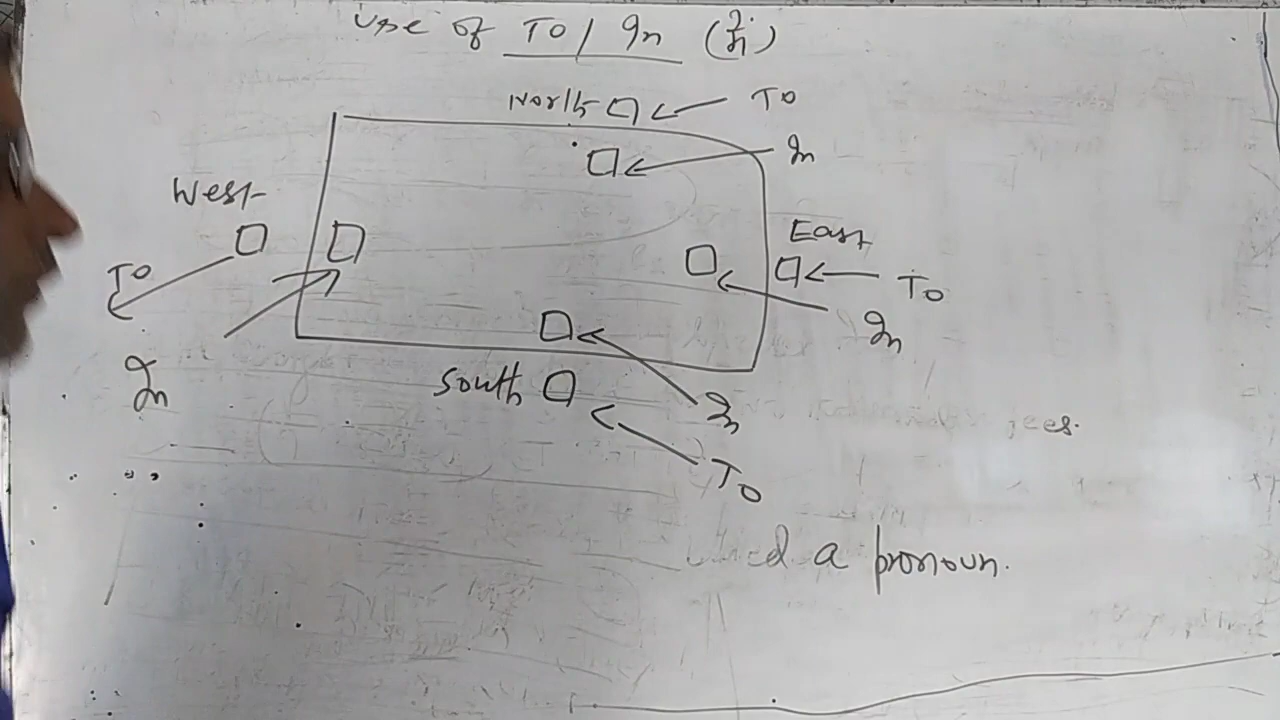 Use of To / In (में)
North To
In
West
East
To
To
In
In
South In
To
a pronoun.